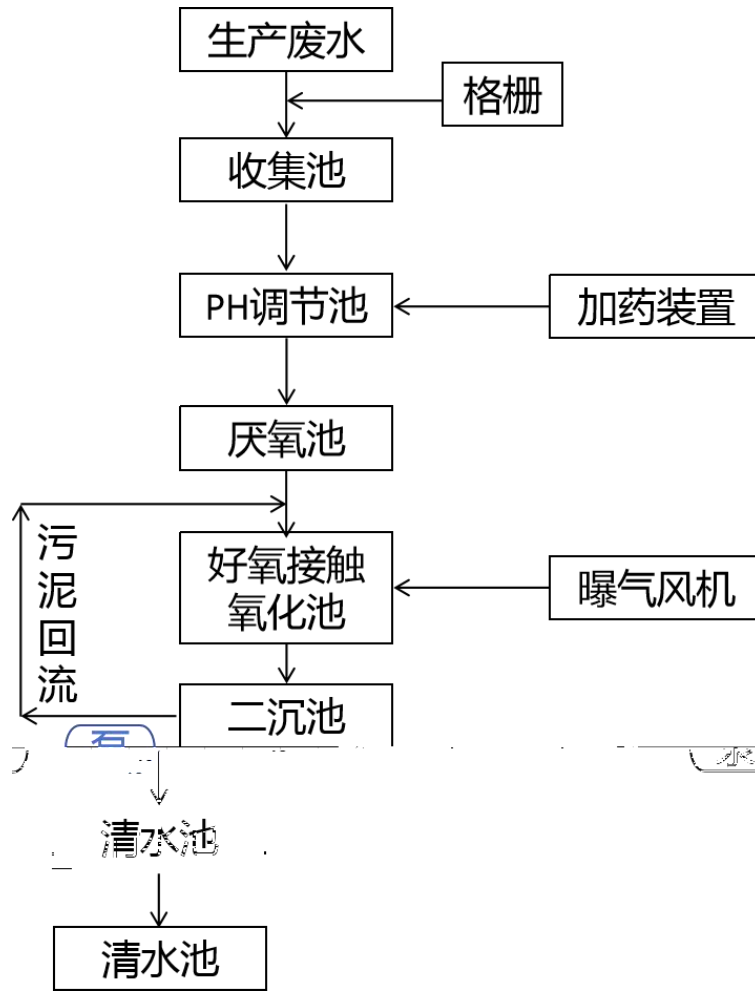 生产废水
格栅
收集池
PH调节池
加药装置
厌氧池
污泥回流
好氧接触
氧化池
曝气风机
二沉池
清水池
清水池